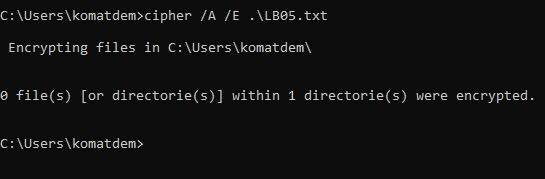 C:\Users\komatdem>cipher /A /E .\LB05.txt
Encrypting files in C:\Users\komatdem\
0 file(s) [or directorie(s)] within 1 directorie(s) were encrypted.
C:\Users\komatdem>